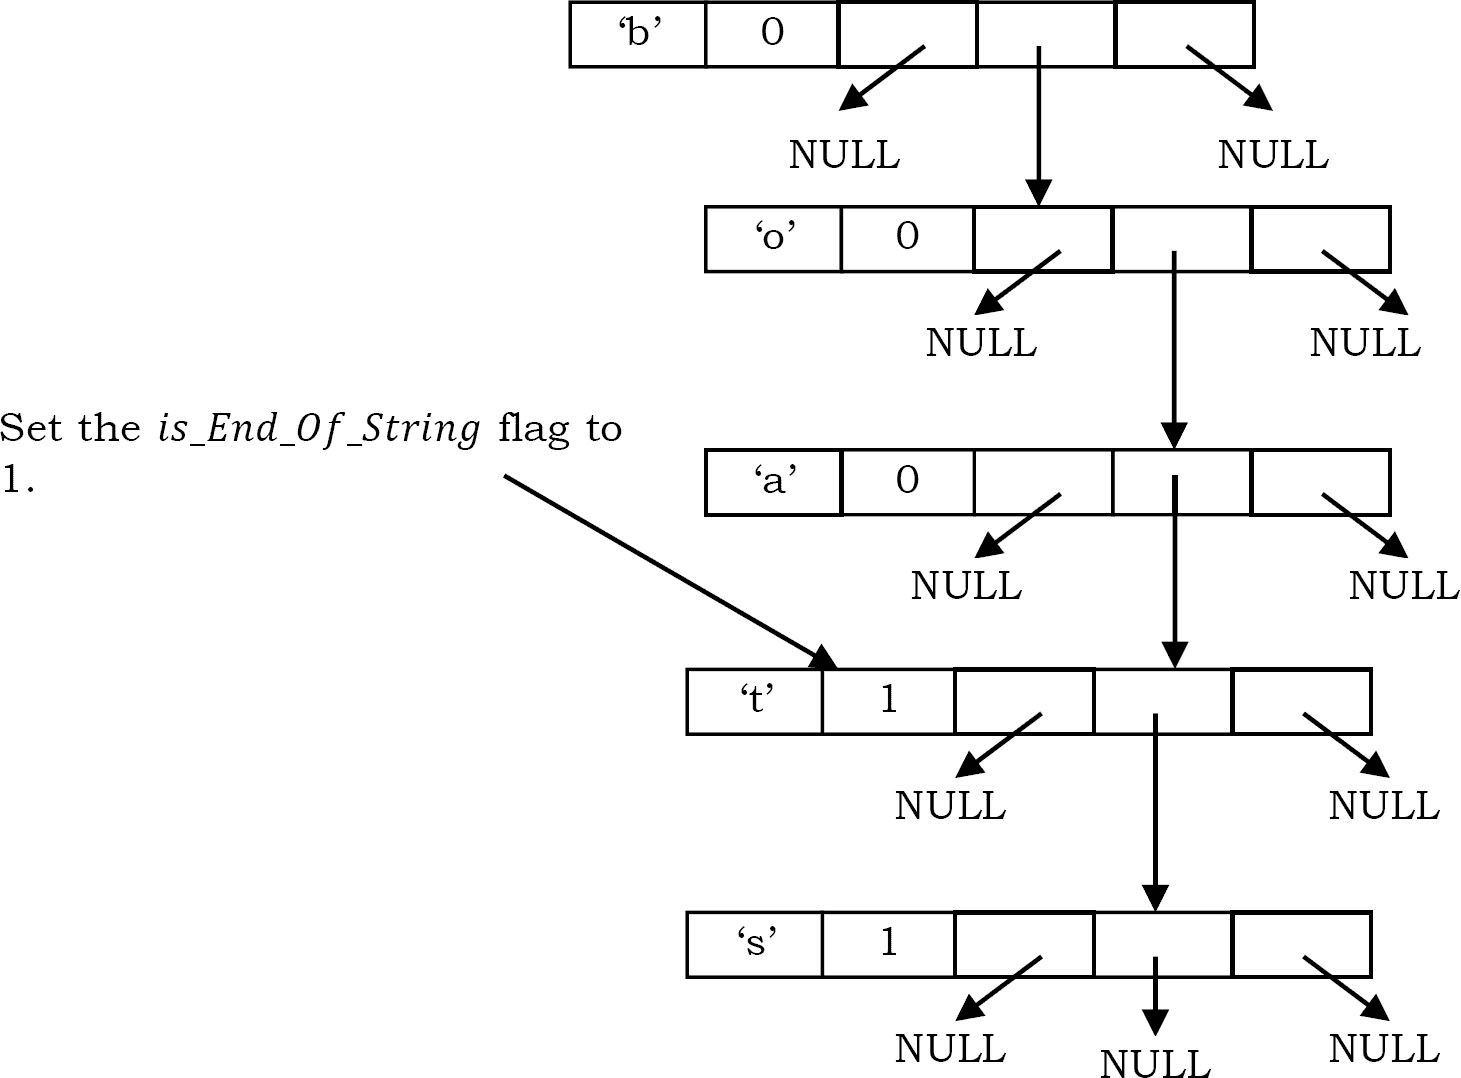 ‘b’ 0
NULL NULL
‘o’ 0
NULL NULL
Set the is_End_Of_String flag to
1.
‘a’ 0
NULL NULL
‘t’ 1
NULL NULL
‘s’ 1
NULL NULL NULL